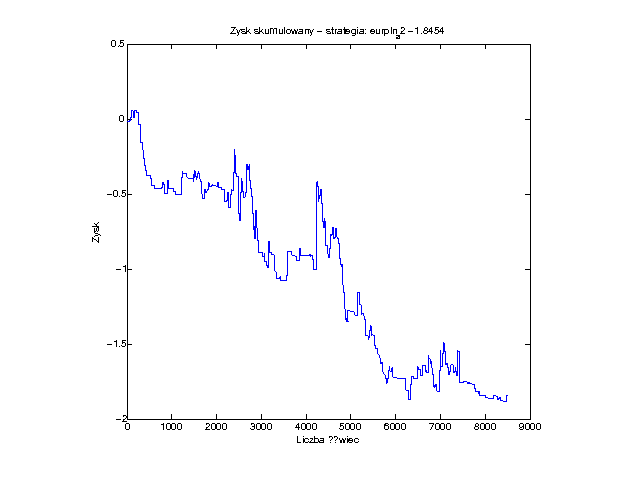 Zysk skumulowany – strategia: eurpln_a2 -1.8454
0.5
0
-0.5
-1
-1.5
-2
Zysk
0 1000 2000 3000 4000 5000 6000 7000 8000 9000
Liczba ??wiec